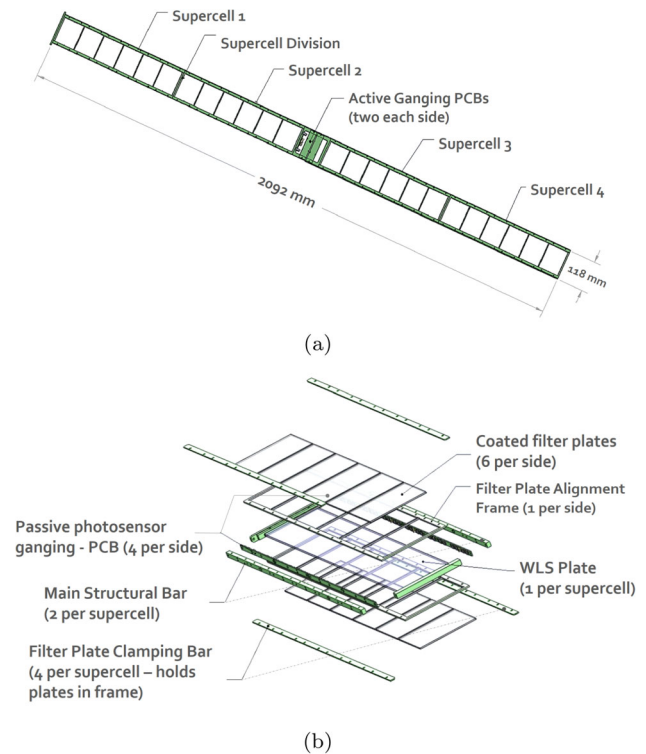 Supercell 1
Supercell Division
Supercell 2
Active Ganging PCBs
(two each side)
Supercell 3
Supercell 4
2092 mm
118 mm
(a)
Coated filter plates
(6 per side)
Filter Plate Alignment
Frame (1 per side)
Passive photosensor
ganging - PCB (4 per side)
WLS Plate
(1 per supercell)
Main Structural Bar
(2 per supercell)
Filter Plate Clamping Bar
(4 per supercell – holds
plates in frame)
(b)